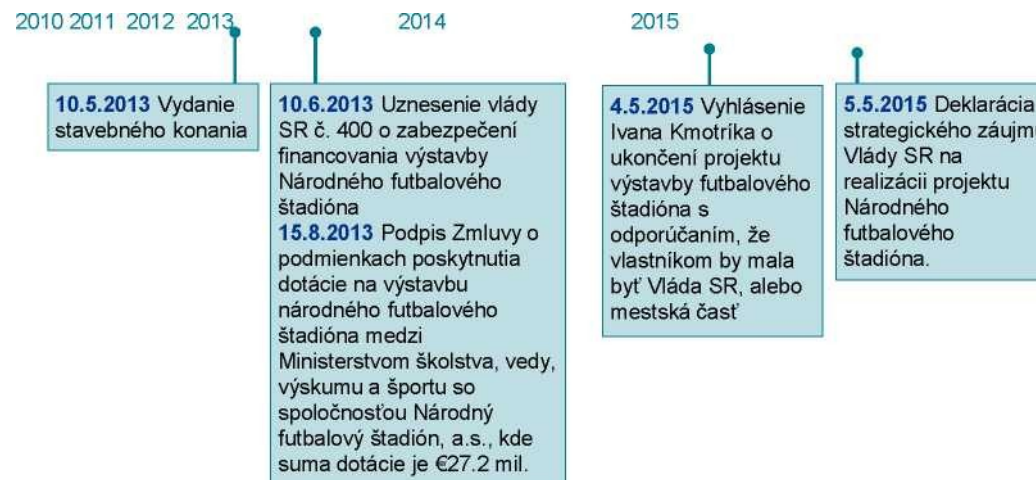 2010 2011 2012 2013 2014 2015
10.5.2013 Vydanie
stavebného konania
10.6.2013 Uznesenie vlády
SR č. 400 o zabezpečení
financovania výstavby
Národného futbalového
štadióna
15.8.2013 Podpis Zmluvy o
podmienkach poskytnutia
dotácie na výstavbu
národného futbalového
štadióna medzi
Ministerstvom školstva, vedy,
výskumu a športu so
spoločnosťou Národný
futbalový štadión, a.s., kde
suma dotácie je €27.2 mil.
4.5.2015 Vyhlásenie
Ivana Kmotríka o
ukončení projektu
výstavby futbalového
štadióna s
odporúčaním, že
vlastníkom by mala
byť Vláda SR, alebo
mestská časť
5.5.2015 Deklarácia
strategického
Vlády SR na
realizácii projektu
Národného
futbalového
štadióna.